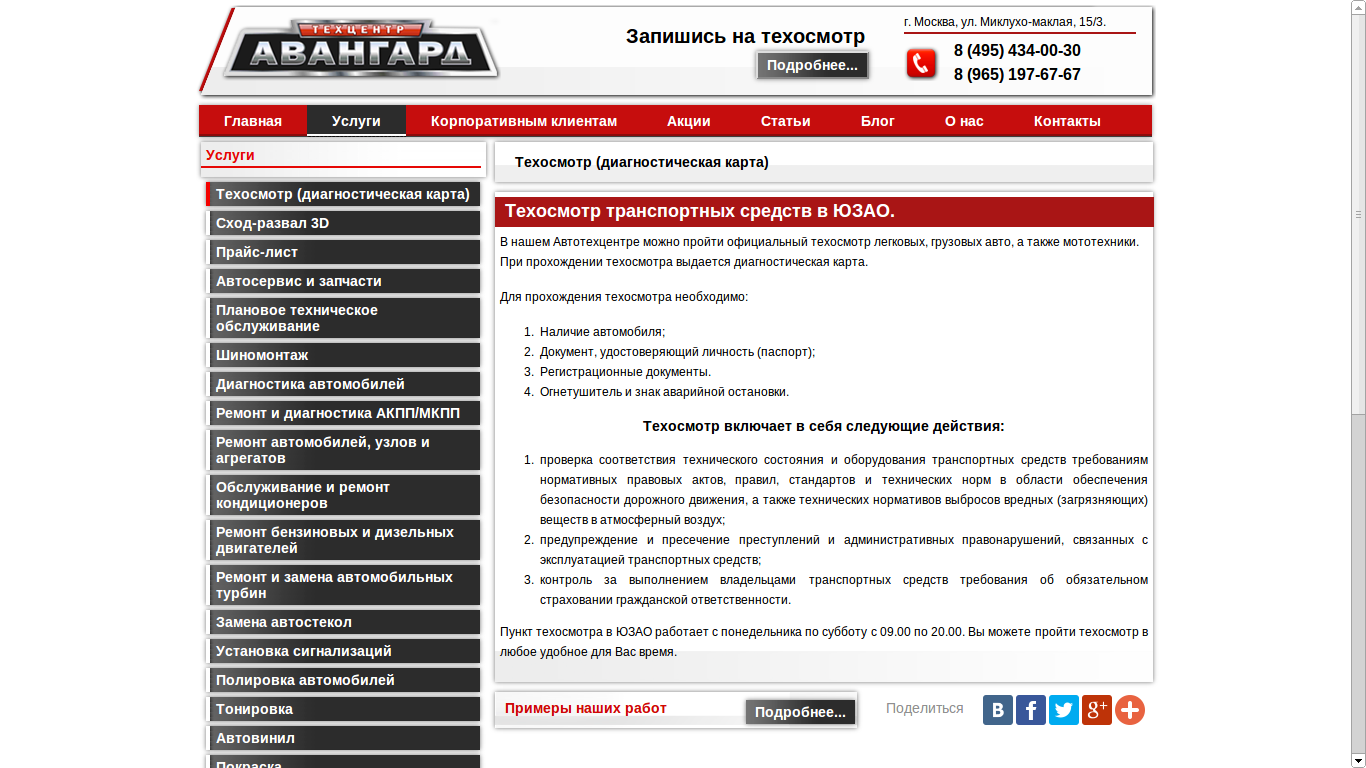 ТЕХЦЕНТР
АВАНГАРД
Запишись на техосмотр
Подробнее...
г. Москва, ул. Миклухо-маклая, 15/3.
8 (495) 434-00-30
8 (965) 197-67-67
Главная
Услуги
Корпоративным клиентам
Акции
Статьи
Блог
О нас
Контакты
Услуги
Техосмотр (диагностическая карта)
Сход-развал 3D
Прайс-лист
Автосервис и запчасти
Плановое техническое
обслуживание
Шиномонтаж
Диагностика автомобилей
Ремонт и диагностика АКПП/МКПП
Ремонт автомобилей, узлов и
агрегатов
Обслуживание и ремонт
кондиционеров
Ремонт бензиновых и дизельных
двигателей
Ремонт и замена автомобильных
турбин
Замена автостекол
Установка сигнализаций
Полировка автомобилей
Тонировка
Автовинил
Покраска
Техосмотр (диагностическая карта)
Техосмотр транспортных средств в ЮЗАО.
В нашем Автотехцентре можно пройти официальный техосмотр легковых, грузовых авто, а также мототехники.
При прохождении техосмотра выдается диагностическая карта.
Для прохождения техосмотра необходимо:
1. Наличие автомобиля;
2. Документ, удостоверяющий личность (паспорт);
3. Регистрационные документы.
4. Огнетушитель и знак аварийной остановки.
Техосмотр включает в себя следующие действия:
1. проверка соответствия технического состояния и оборудования транспортных средств требованиям
нормативных правовых актов, правил, стандартов и технических норм в области обеспечения
безопасности дорожного движения, а также технических нормативов выбросов вредных (загрязняющих)
веществ в атмосферный воздух;
2. предупреждение и пресечение преступлений и административных правонарушений, связанных с
эксплуатацией транспортных средств;
3. контроль за выполнением владельцами транспортных средств требования об обязательном
страховании гражданской ответственности.
Пункт техосмотра в ЮЗАО работает с понедельника по субботу с 09.00 по 20.00. Вы можете пройти техосмотр в
любое удобное для Вас время.
Примеры наших работ
Подробнее...
Поделиться